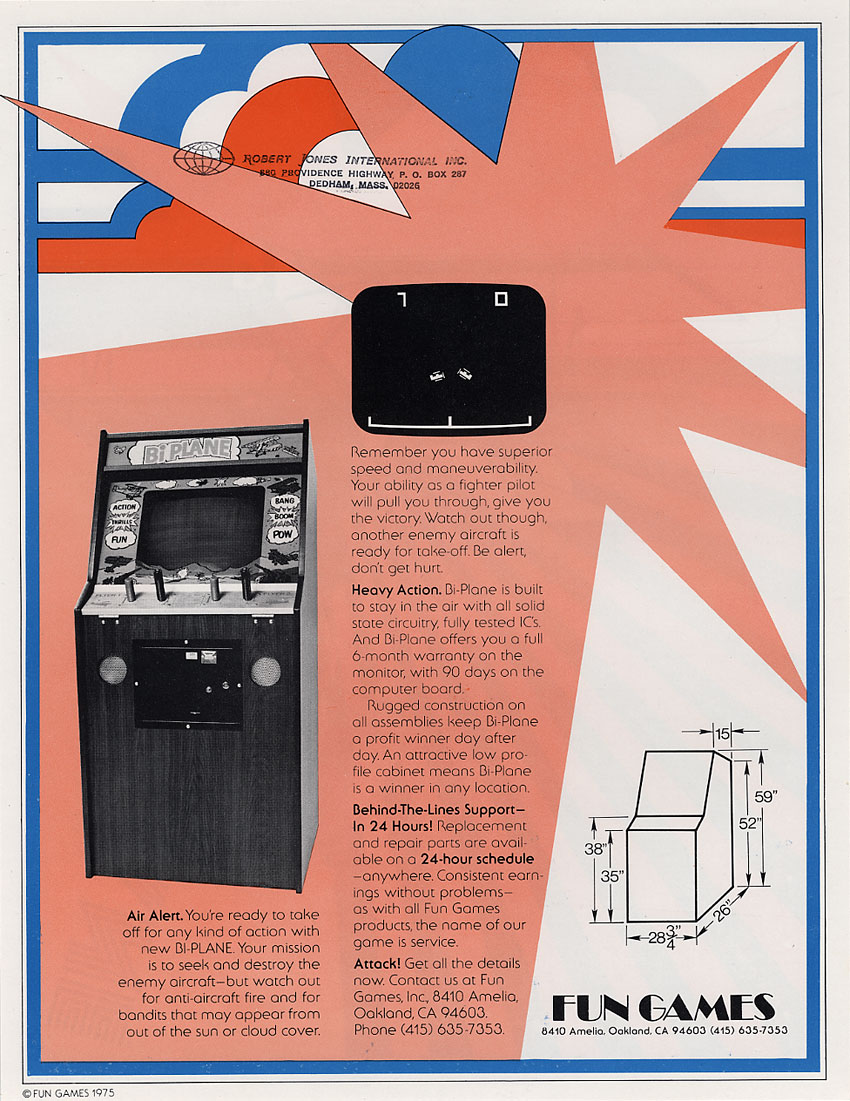 ROBERT JONES INTERNATIONAL INC.
880 PROVIDENCE HIGHWAY, P. O. BOX 287
DEDHAM, MASS. 02026
1 0
Bi PLANE
ACTION
THRILLS
FUN
BANG
BOOM
POW
Air Alert. You're ready to take
off for any kind of action with
new BI-PLANE. Your mission
is to seek and destroy the
enemy aircraft—but watch out
for anti-aircraft fire and for
bandits that may appear from
out of the sun or cloud cover.
Remember you have superior
speed and maneuverability.
Your ability as a fighter pilot
will pull you through, give you
the victory. Watch out though,
another enemy aircraft is
ready for take-off. Be alert,
don't get hurt.
Heavy Action. Bi-Plane is built
to stay in the air with all solid
state circuitry, fully tested IC's.
And Bi-Plane offers you a full
6-month warranty on the
monitor, with 90 days on the
computer board.
Rugged construction on
all assemblies keep Bi-Plane
a profit winner day after
day. An attractive low pro-
file cabinet means Bi-Plane
is a winner in any location.
Behind-The-Lines Support—
In 24 Hours! Replacement
and repair parts are avail-
able on a 24-hour schedule
—anywhere. Consistent earn-
ings without problems—
as with all Fun Games
products, the name of our
game is service.
Attack! Get all the details
now. Contact us at Fun
Games, Inc., 8410 Amelia,
Oakland, CA 94603.
Phone (415) 635-7353.
15
59"
52"
38"
35"
26"
28 3/4
FUN GAMES
8410 Amelia, Oakland, CA 94603 (415) 635-7353
© FUN GAMES 1975